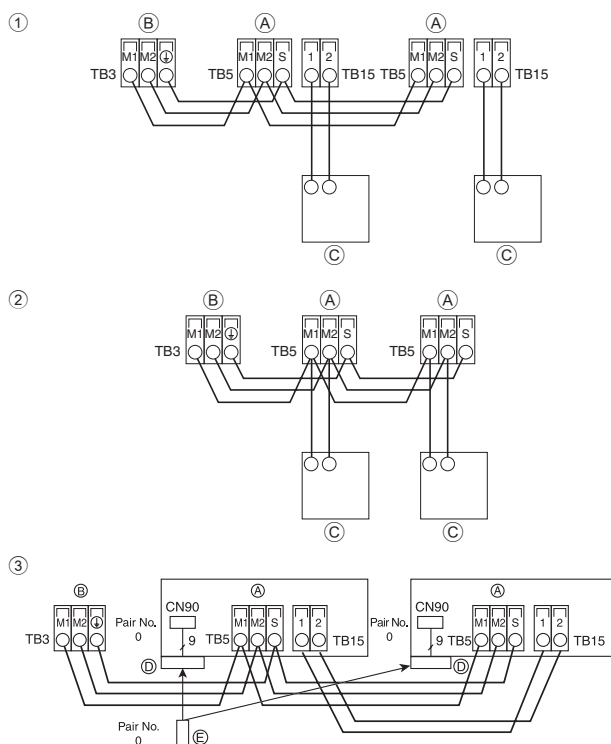 ①
Ⓑ Ⓐ Ⓐ
M1 M2 M1 M2 S 1 2 M1 M2 S 1 2
TB3 TB5 TB15 TB5 TB15
Ⓒ Ⓒ
②
Ⓑ Ⓐ Ⓐ
M1 M2 M1 M2 S M1 M2 S
TB3 TB5 TB5
Ⓒ Ⓒ
③
Ⓑ Ⓐ Ⓐ
CN90 CN90
M1 M2 M1 M2 S 1 2 M1 M2 S 1 2
Pair No. Pair No.
0 0
TB3 9 TB5 TB15 9 TB5 TB15
Ⓓ Ⓓ
Pair No.
0
Ⓔ